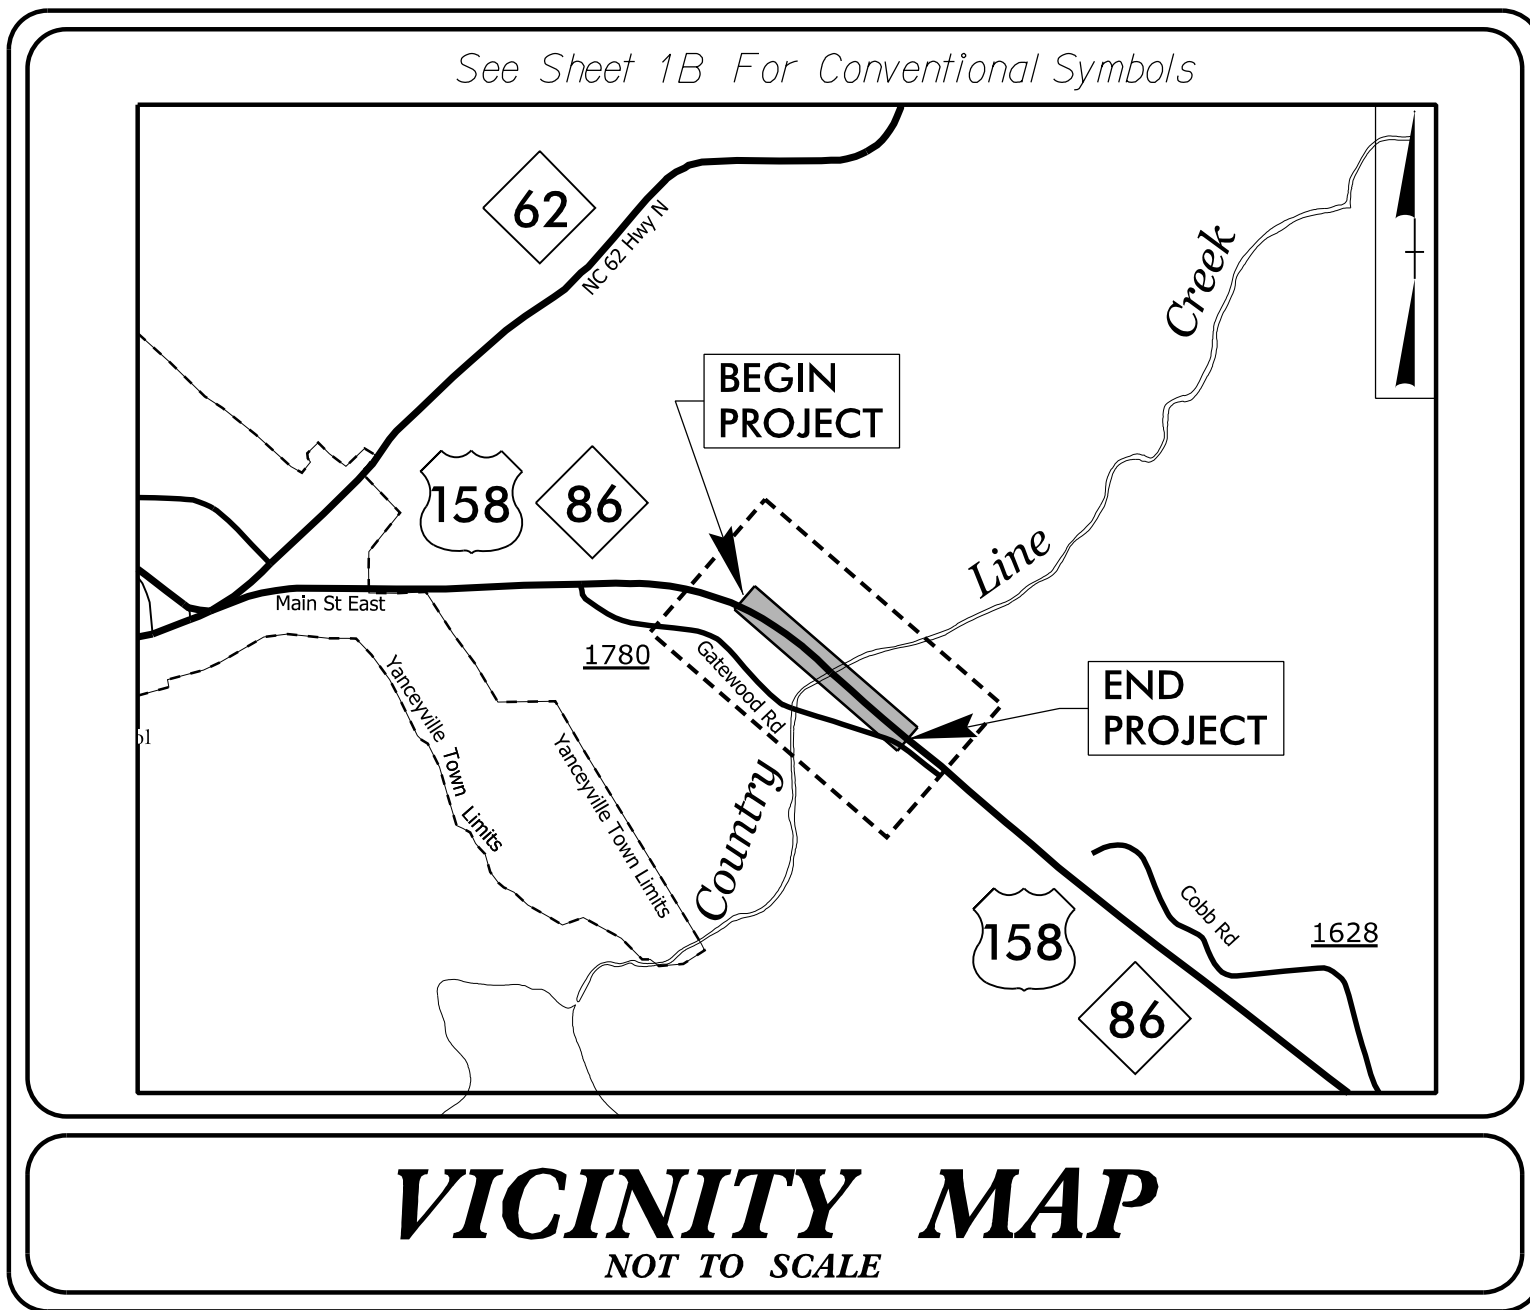 See Sheet 1B For Conventional Symbols
62
NC 62 Hwy N
Creek
BEGIN
PROJECT
158
86
Line
Main St East
1780
Gatewood Rd
END
PROJECT
Yanceyville Town Limits
Yanceyville Town Limits
Country
158
86
Cobb Rd
1628
VICINITY MAP
NOT TO SCALE